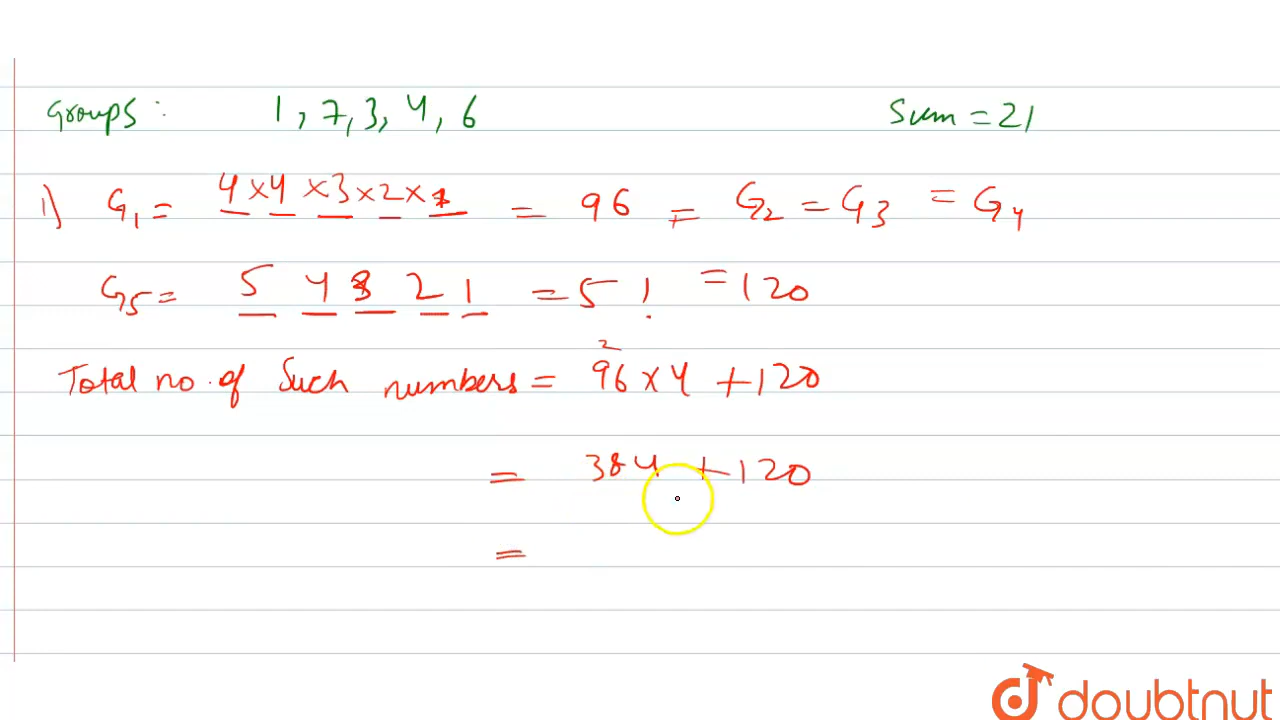 Groups : 1, 7, 3, 4, 6 Sum = 21
1) G1 = 4 × 4 × 3 × 2 × 1 = 96 = G2 = G3 = G4
G5 = 5 4 3 2 1 = 5! = 120
2
Total no. of Such numbers = 96 × 4 + 120
= 384 + 120
=
doubtnut